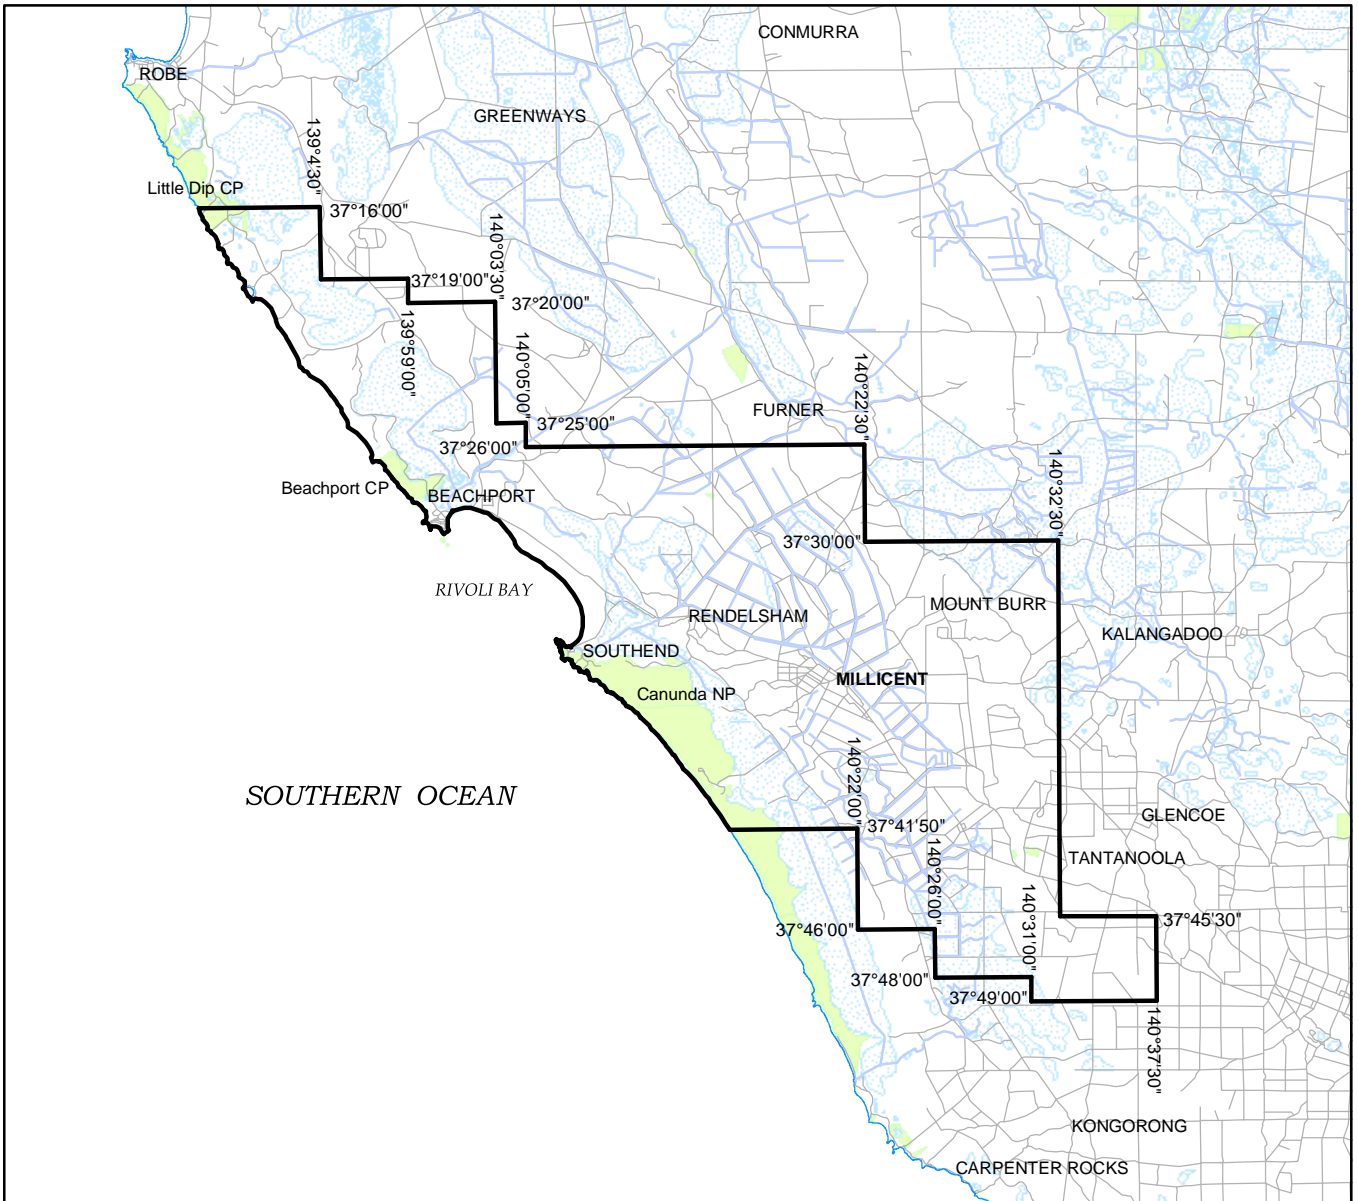 CONMURRA
ROBE
GREENWAYS
139°4'30"
Little Dip CP
37°16'00"
140°03'30"
37°19'00"
37°20'00"
139°59'00"
140°05'00"
140°22'30"
FURNER
37°25'00"
37°26'00"
140°32'30"
Beachport CP
BEACHPORT
37°30'00"
RIVOLI BAY
MOUNT BURR
RENDELSHAM
KALANGADOO
SOUTHEND
MILLICENT
Canunda NP
140°22'00"
SOUTHERN OCEAN
GLENCOE
37°41'50"
140°26'00"
TANTANOOLA
140°31'00"
37°45'30"
37°46'00"
37°48'00"
37°49'00"
140°37'30"
KONGORONG
CARPENTER ROCKS